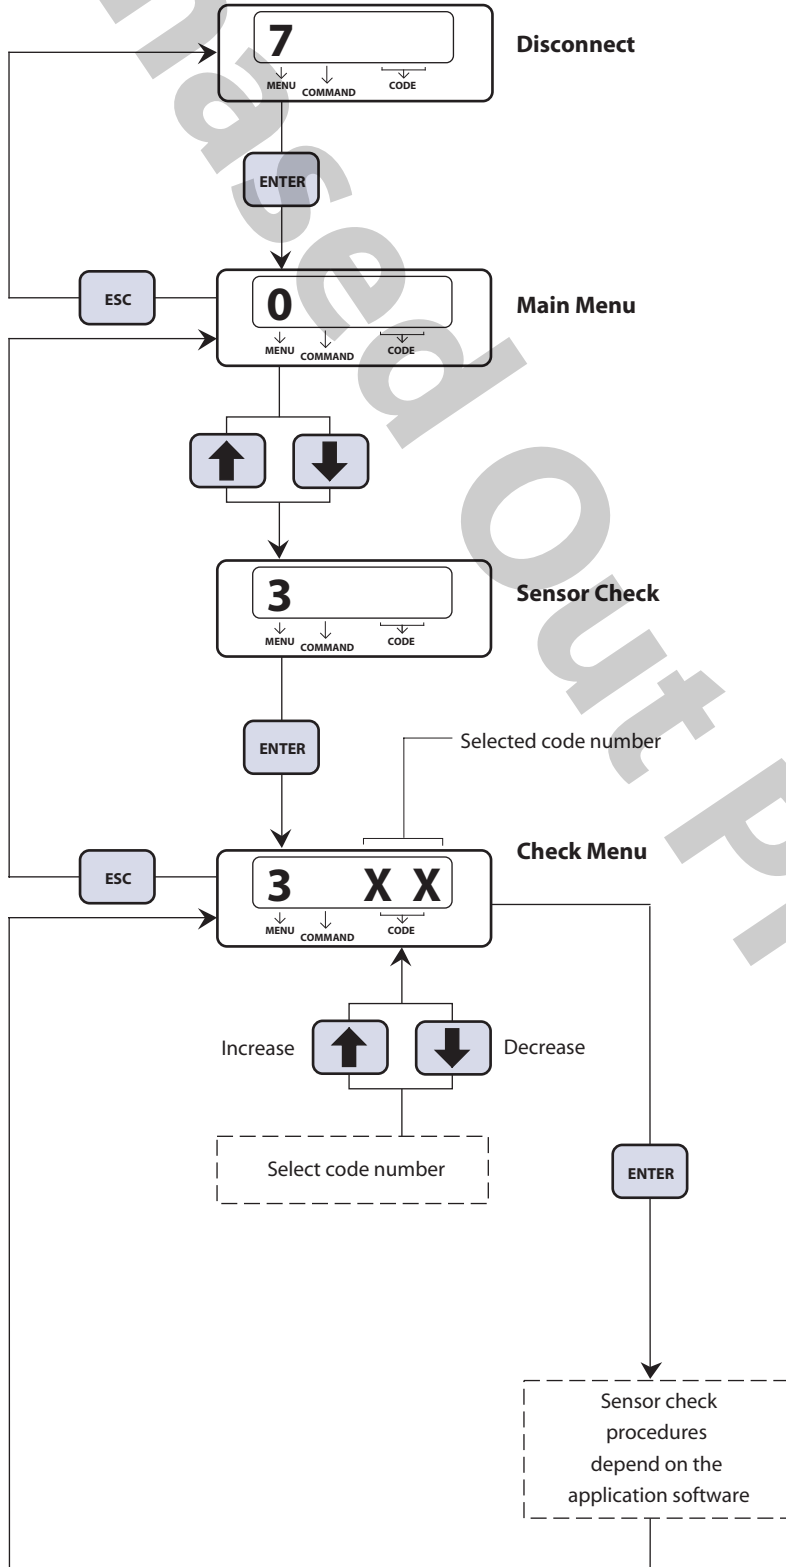 7
Disconnect
MENU COMMAND CODE
ENTER
ESC
0
Main Menu
MENU COMMAND CODE
3
Sensor Check
MENU COMMAND CODE
ENTER
Selected code number
ESC
3 X X
Check Menu
MENU COMMAND CODE
Increase
Decrease
Select code number
ENTER
Sensor check
procedures
depend on the
application software
hased Out P